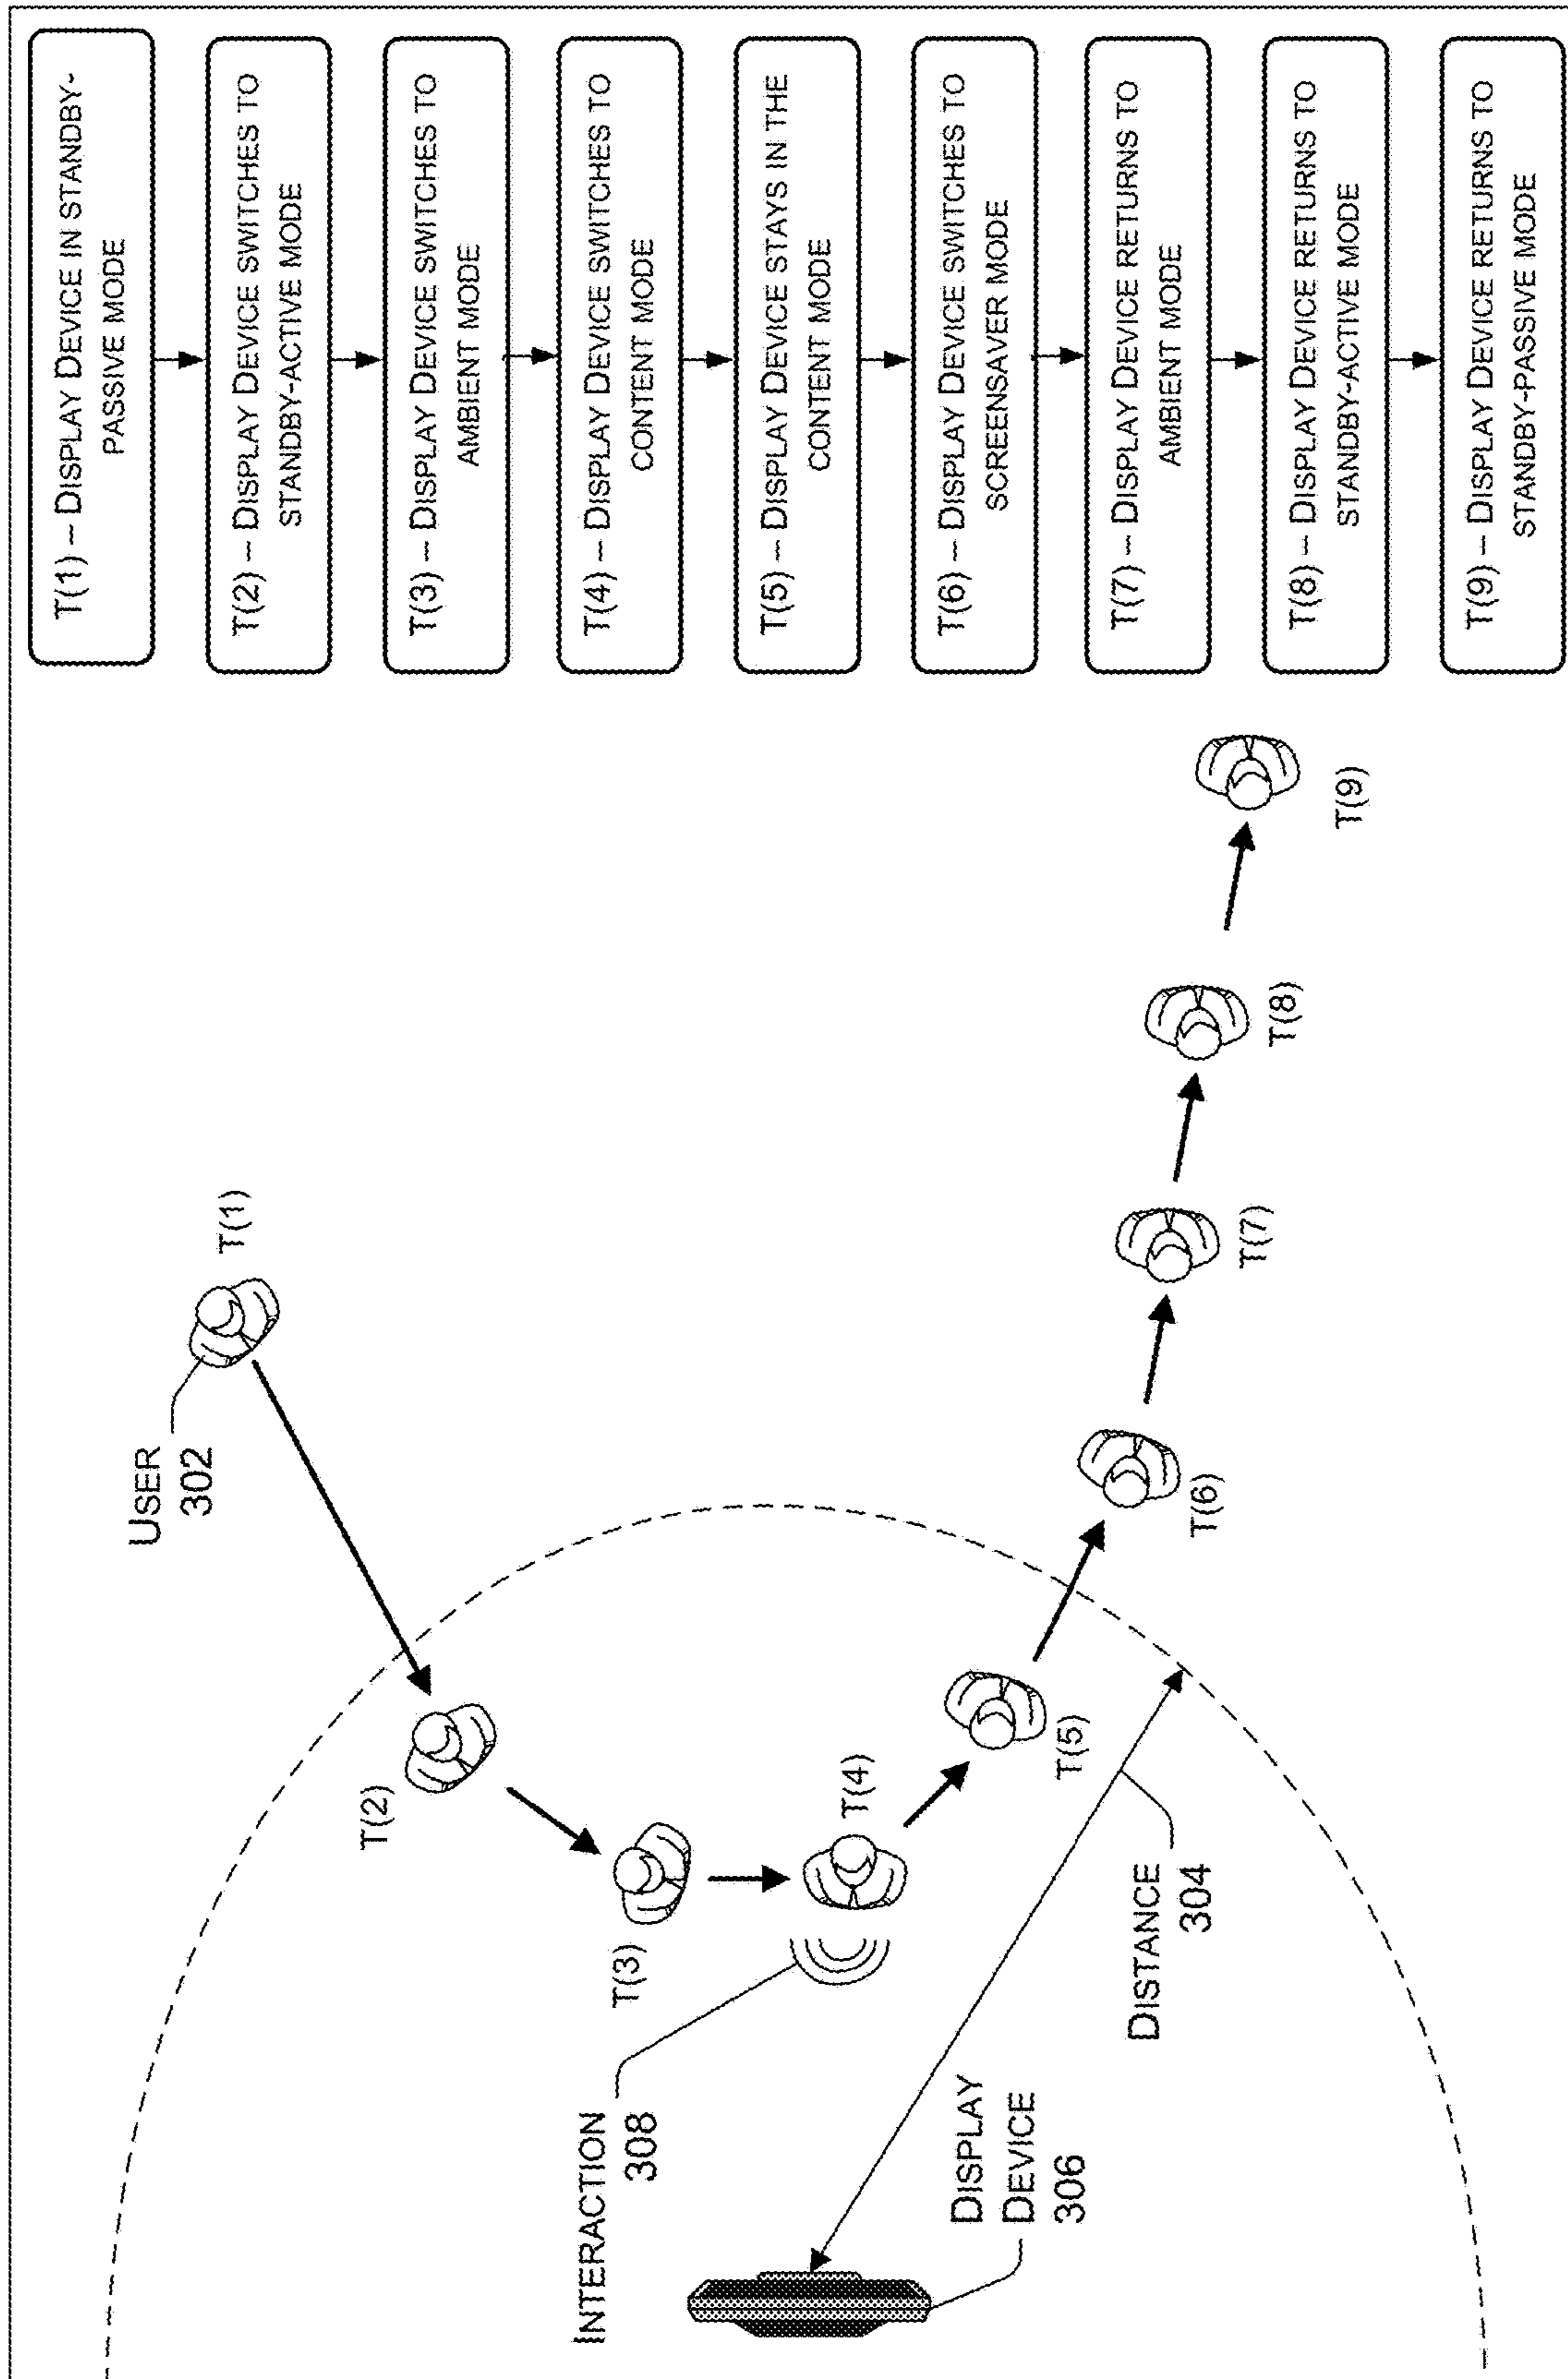 T(1) – DISPLAY DEVICE IN STANDBY-
PASSIVE MODE
T(2) – DISPLAY DEVICE SWITCHES TO
STANDBY-ACTIVE MODE
T(3) – DISPLAY DEVICE SWITCHES TO
AMBIENT MODE
T(4) – DISPLAY DEVICE SWITCHES TO
CONTENT MODE
T(5) – DISPLAY DEVICE STAYS IN THE
CONTENT MODE
T(6) – DISPLAY DEVICE SWITCHES TO
SCREENSAVER MODE
T(7) – DISPLAY DEVICE RETURNS TO
AMBIENT MODE
T(8) – DISPLAY DEVICE RETURNS TO
STANDBY-ACTIVE MODE
T(9) – DISPLAY DEVICE RETURNS TO
STANDBY-PASSIVE MODE
USER
302
T(1)
T(2)
T(3)
T(4)
T(5)
T(6)
T(7)
T(8)
T(9)
INTERACTION
308
DISTANCE
304
DISPLAY
DEVICE
306